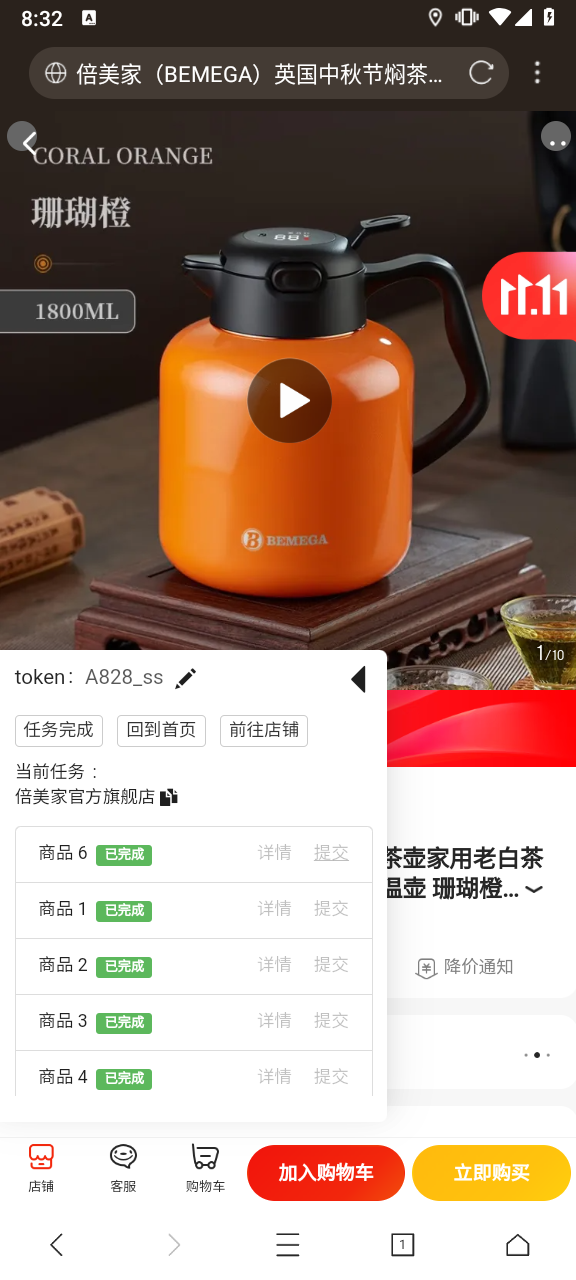 8:32
倍美家（BEMEGA）英国中秋节焖茶...
CORAL ORANGE
珊瑚橙
1800ML
11.11
88
BEMEGA
1/10
token： A828_ss
任务完成 回到首页 前往店铺
当前任务 ：
倍美家官方旗舰店
商品 6 已完成 详情 提交
商品 1 已完成 详情 提交
商品 2 已完成 详情 提交
商品 3 已完成 详情 提交
商品 4 已完成 详情 提交
茶壶家用老白茶
温壶 珊瑚橙...
降价通知
店铺 客服 购物车 加入购物车 立即购买
1